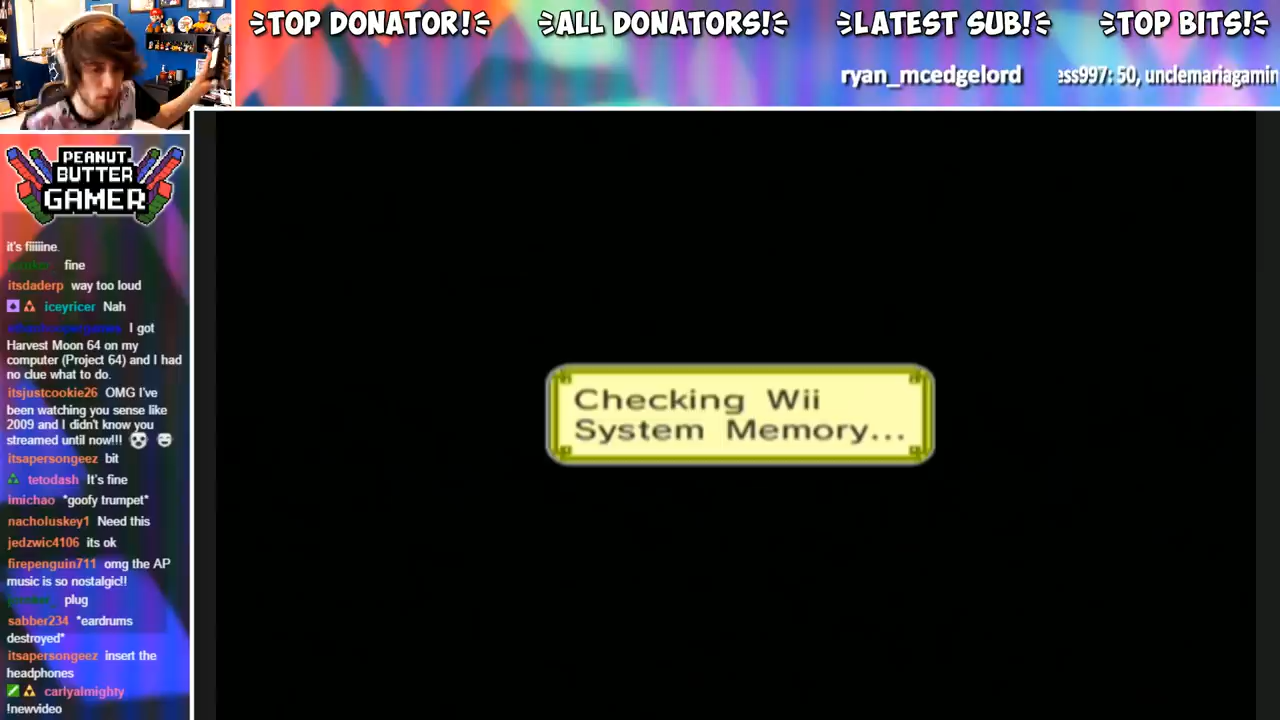 TOP DONATOR!
ALL DONATORS!
LATEST SUB!
TOP BITS!
ryan_mcedgelord
ess997: 50, unclemariagamin
PEANUT
BUTTER
GAMER
it's fiiiiine.
fine
itsdaderp way too loud
iceyricer Nah
I got
Harvest Moon 64 on my
computer (Project 64) and I had
no clue what to do.
itsjustcookie26 OMG I've
been watching you sense like
2009 and I didn't know you
streamed until now!!!
itsapersongeez bit
tetodash It's fine
lmichao *goofy trumpet*
nacholuskey1 Need this
jedzwic4106 its ok
firepenguin711 omg the AP
music is so nostalgic!!
plug
sabber234 *eardrums
destroyed*
itsapersongeez insert the
headphones
carlyalmighty
!newvideo
Checking Wii
System Memory...